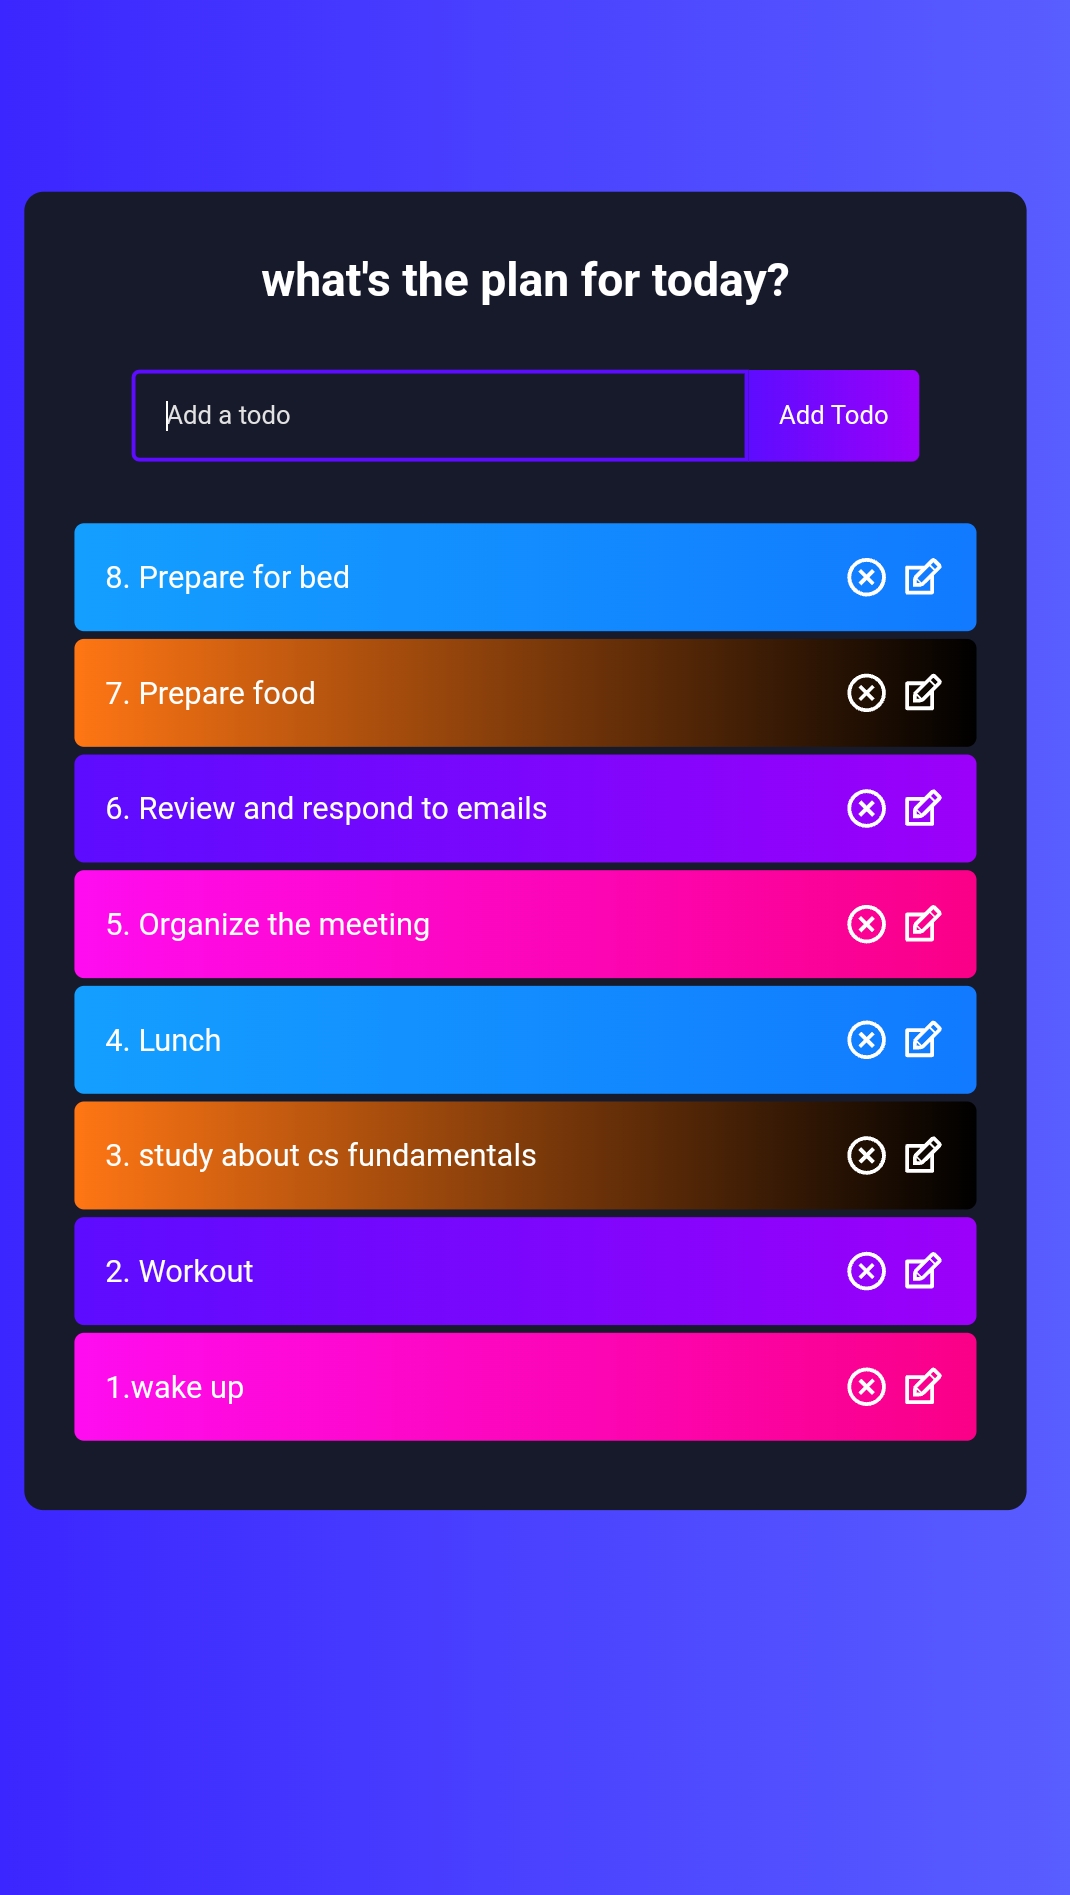 what's the plan for today?
Add a todo
Add Todo
8. Prepare for bed
7. Prepare food
6. Review and respond to emails
5. Organize the meeting
4. Lunch
3. study about cs fundamentals
2. Workout
1.wake up